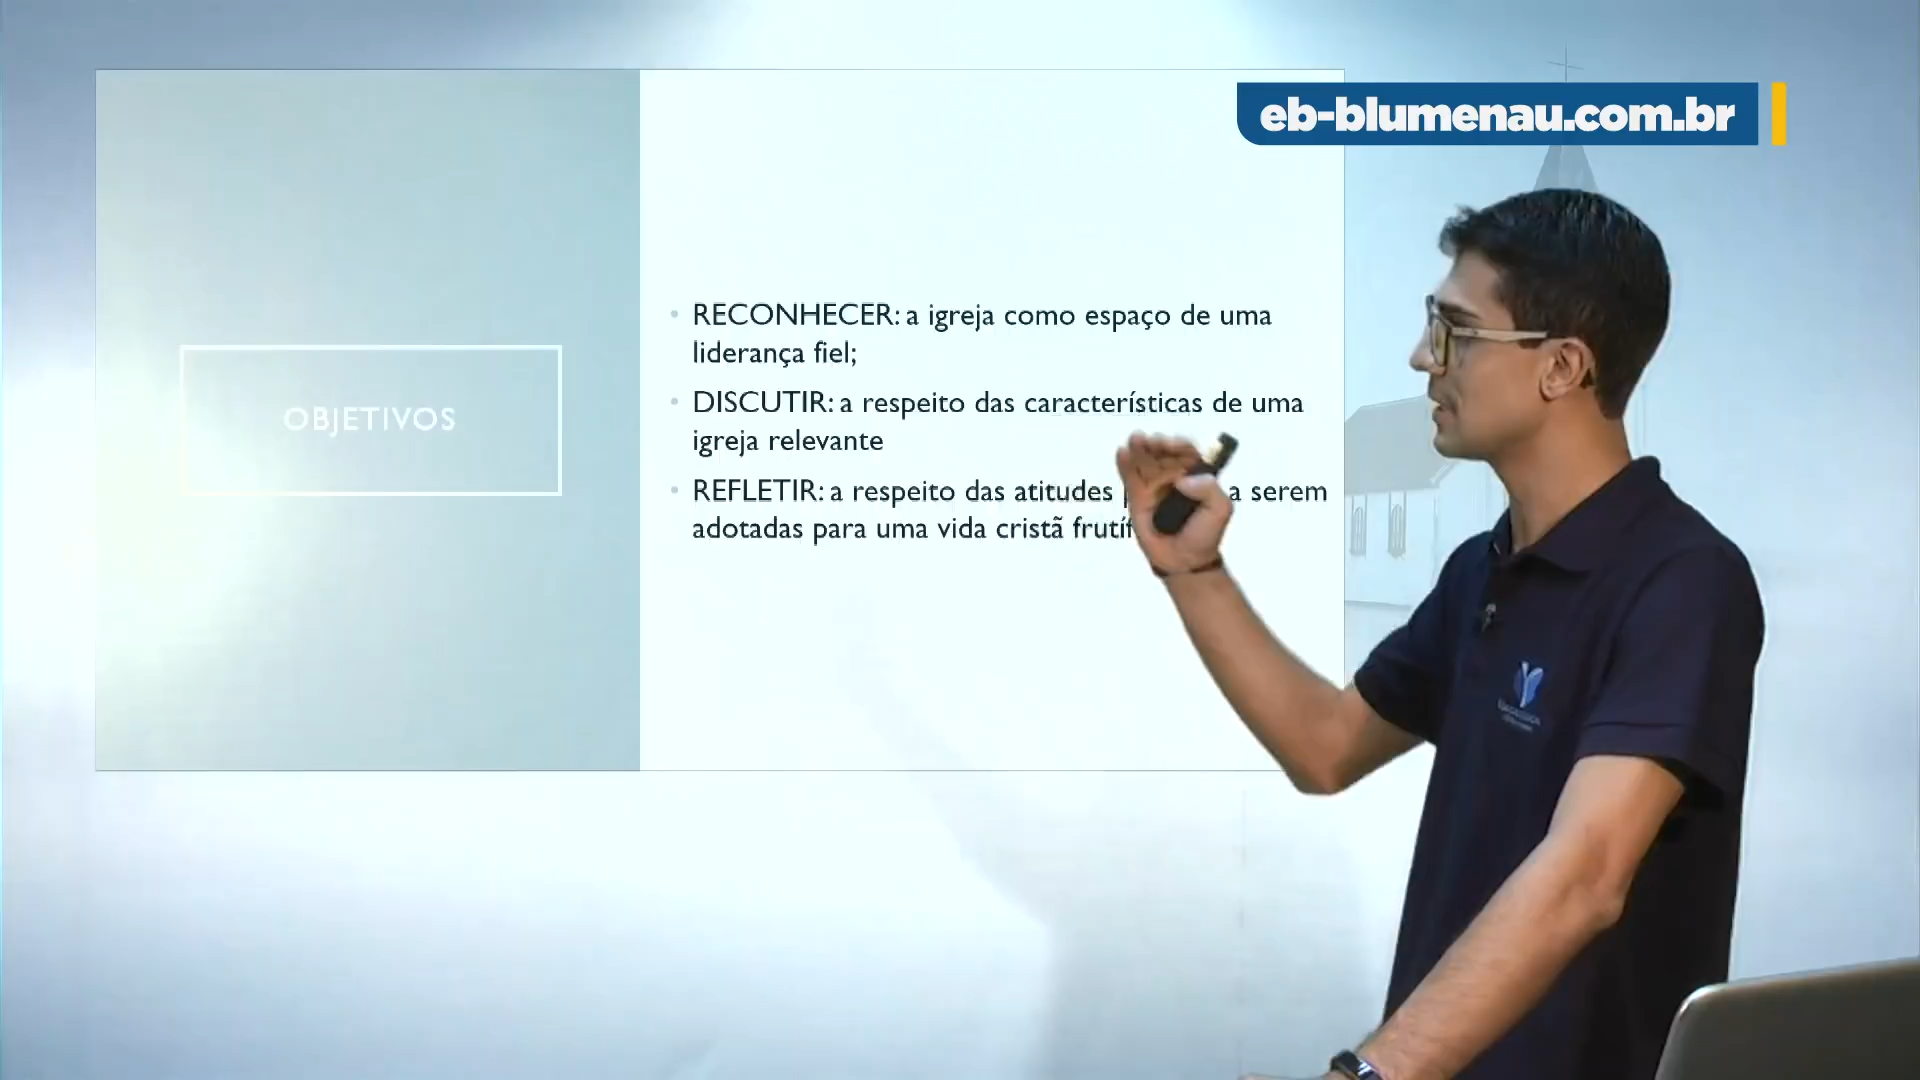 eb-blumenau.com.br
OBJETIVOS
• RECONHECER: a igreja como espaço de uma
liderança fiel;
• DISCUTIR: a respeito das características de uma
igreja relevante
• REFLETIR: a respeito das atitudes a serem
adotadas para uma vida cristã